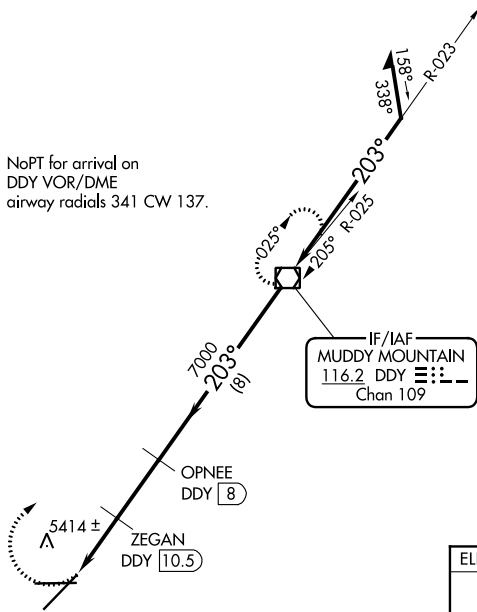 R-023
158°
338°
NoPT for arrival on
DDY VOR/DME
airway radials 341 CW 137.
203°
R-025
025°
205°
IF/IAF
MUDDY MOUNTAIN
116.2 DDY
Chan 109
7000
203°
(8)
OPNEE
DDY 8
5414 ±
ZEGAN
DDY 10.5
EL